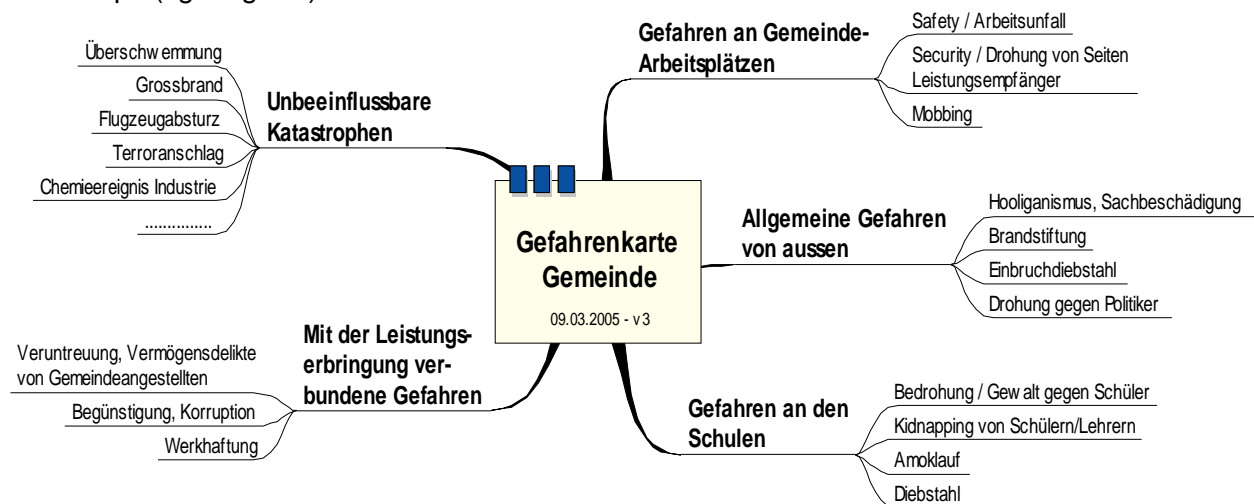 Gefahren an Gemeinde-
Arbeitsplätzen
Safety / Arbeitsunfall
Security / Drohung von Seiten
Leistungsempfänger
Mobbing
Überschwemmung
Grossbrand
Flugzeugabsturz
Terroranschlag
Chemieereignis Industrie
...............
Unbeeinflussbare
Katastrophen
Gefahrenkarte
Gemeinde
09.03.2005 - v3
Allgemeine Gefahren
von aussen
Hooliganismus, Sachbeschädigung
Brandstiftung
Einbruchdiebstahl
Drohung gegen Politiker
Mit der Leistungs-
erbringung ver-
bundene Gefahren
Veruntreuung, Vermögensdelikte
von Gemeindeangestellten
Begünstigung, Korruption
Werkhaftung
Gefahren an den
Schulen
Bedrohung / Gewalt gegen Schüler
Kidnapping von Schülern/Lehrern
Amoklauf
Diebstahl